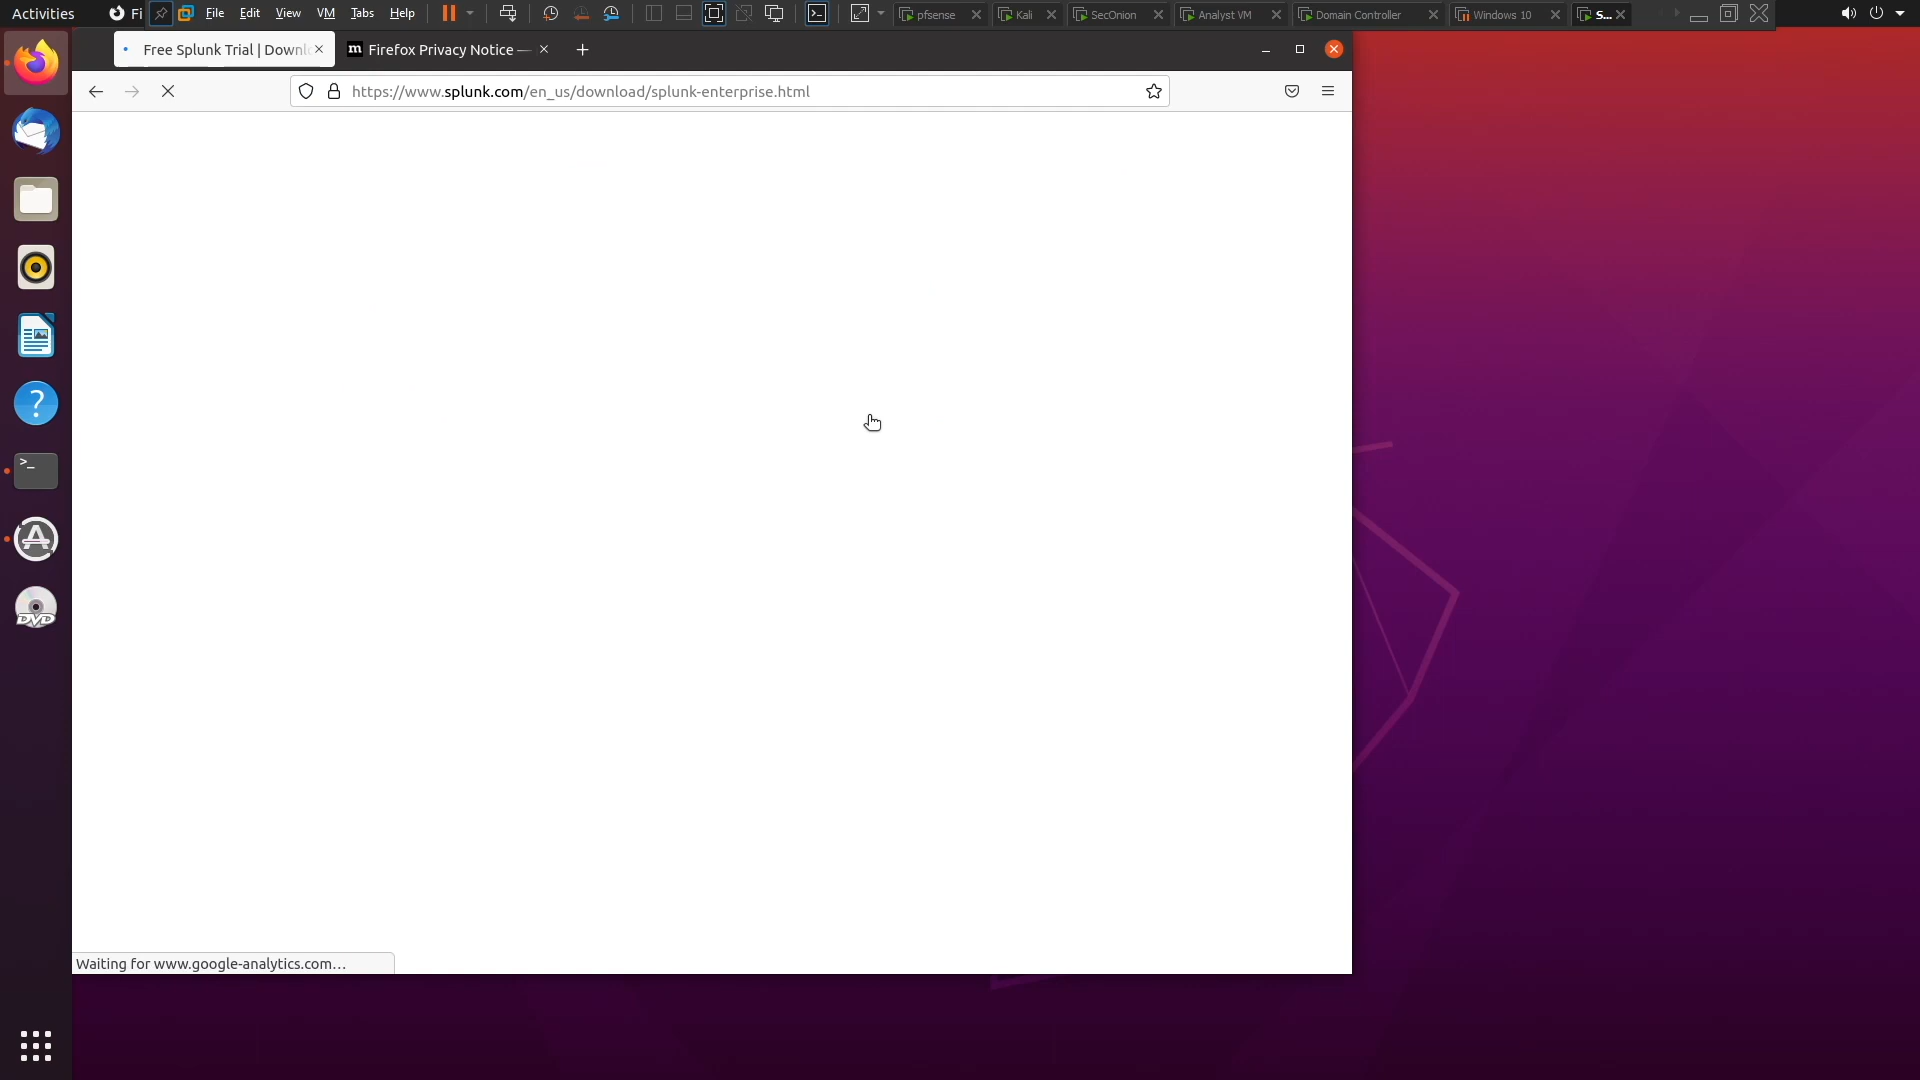 Activities Fi File Edit View VM Tabs Help pfsense Kali SecOnion Analyst VM Domain Controller Windows 10 S...
Free Splunk Trial | Downl Firefox Privacy Notice —
https://www.splunk.com/en_us/download/splunk-enterprise.html
?
>_
DVD
Waiting for www.google-analytics.com...